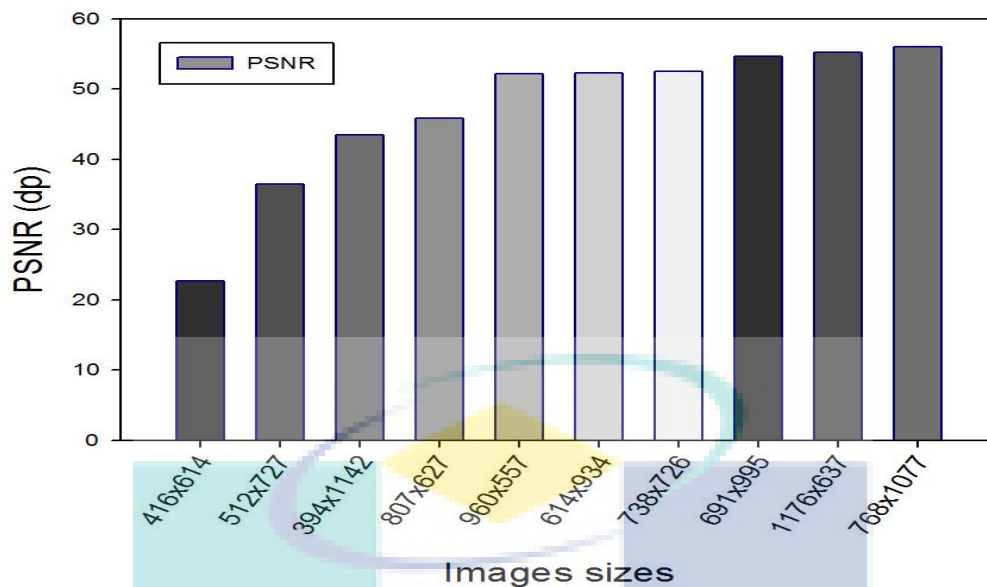 60
50
40
30
20
10
0
PSNR (dp)
PSNR
416x614
512x727
394x1142
807x627
960x557
614x934
738x726
691x995
1176x637
768x1077
Images sizes